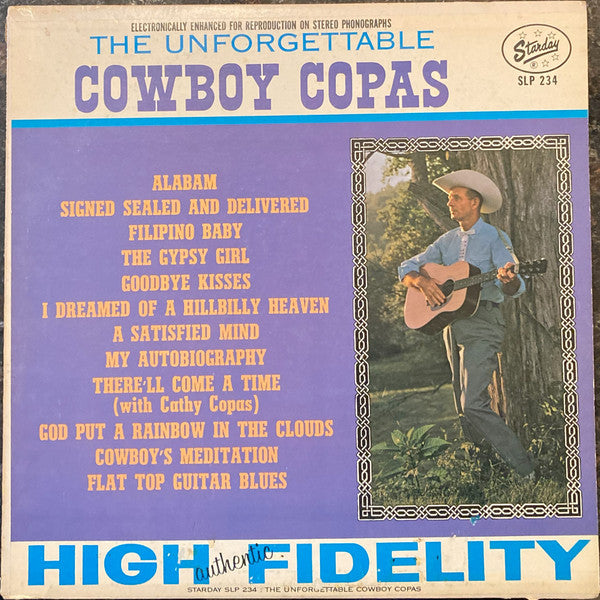 ELECTRONICALLY ENHANCED FOR REPRODUCTION ON STEREO PHONOGRAPHS
THE UNFORGETTABLE
COWBOY COPAS
Starday
®
SLP 234
ALABAM
SIGNED SEALED AND DELIVERED
FILIPINO BABY
THE GYPSY GIRL
GOODBYE KISSES
I DREAMED OF A HILLBILLY HEAVEN
A SATISFIED MIND
MY AUTOBIOGRAPHY
THERE'LL COME A TIME
(with Cathy Copas)
GOD PUT A RAINBOW IN THE CLOUDS
COWBOY'S MEDITATION
FLAT TOP GUITAR BLUES
HIGH FIDELITY
authentic
STARDAY SLP 234 : THE UNFORGETTABLE COWBOY COPAS